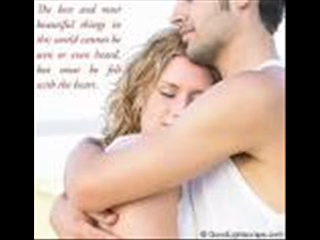 The best and most
beautiful things in
this world cannot be
seen or even heard,
but must be felt
with the heart.